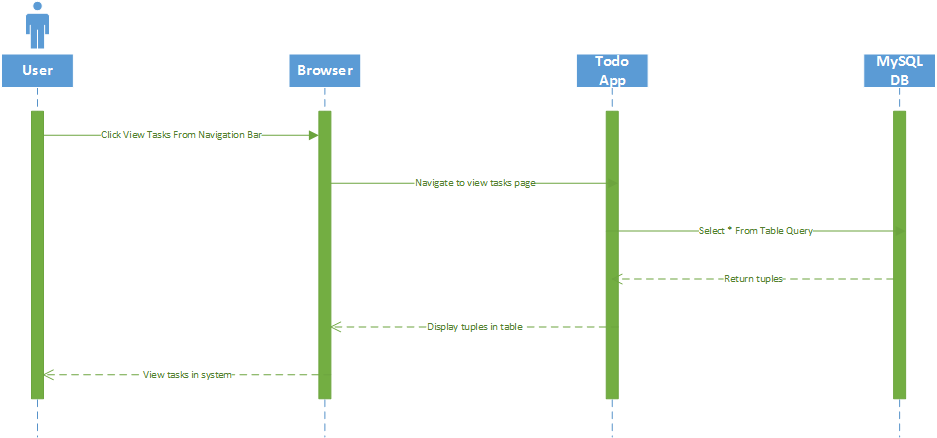 User
Browser
Todo
App
MySQL
DB
Click View Tasks From Navigation Bar
Navigate to view tasks page
Select * From Table Query
Return tuples
Display tuples in table
View tasks in system